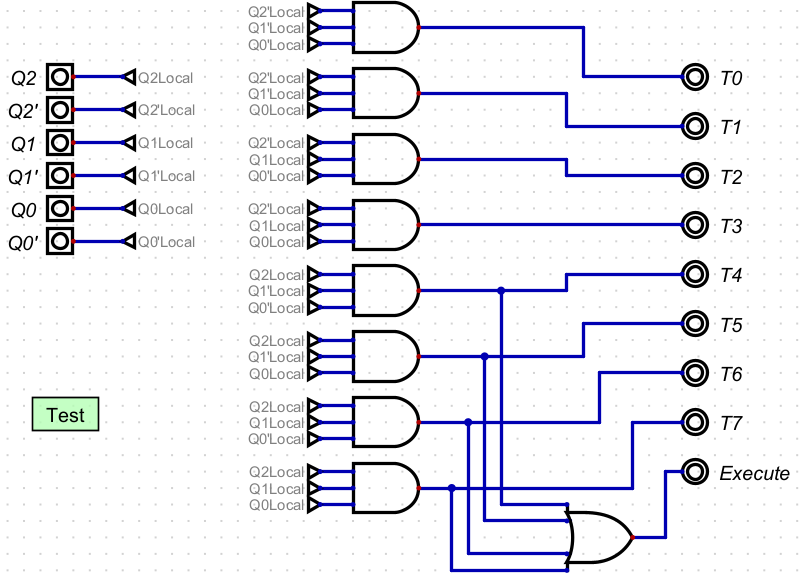 Q2
Q2'
Q1
Q1'
Q0
Q0'
Q2Local
Q2'Local
Q1Local
Q1'Local
Q0Local
Q0'Local
Test
Q2'Local
Q1'Local
Q0'Local
Q2'Local
Q1'Local
Q0Local
Q2'Local
Q1Local
Q0'Local
Q2'Local
Q1Local
Q0Local
Q2Local
Q1'Local
Q0'Local
Q2Local
Q1'Local
Q0Local
Q2Local
Q1Local
Q0'Local
Q2Local
Q1Local
Q0Local
T0
T1
T2
T3
T4
T5
T6
T7
Execute